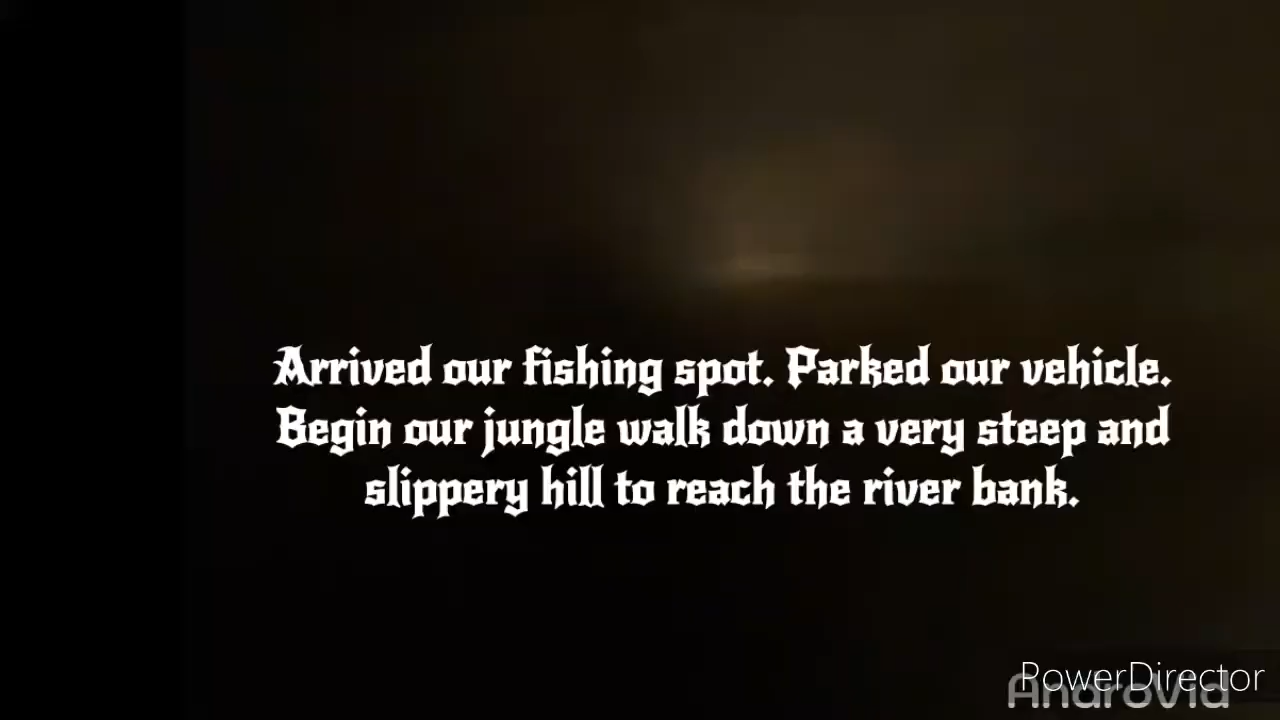 Arrived our fishing spot. Parked our vehicle.
Begin our jungle walk down a very steep and
slippery hill to reach the river bank.
PowerDirector
Androvid